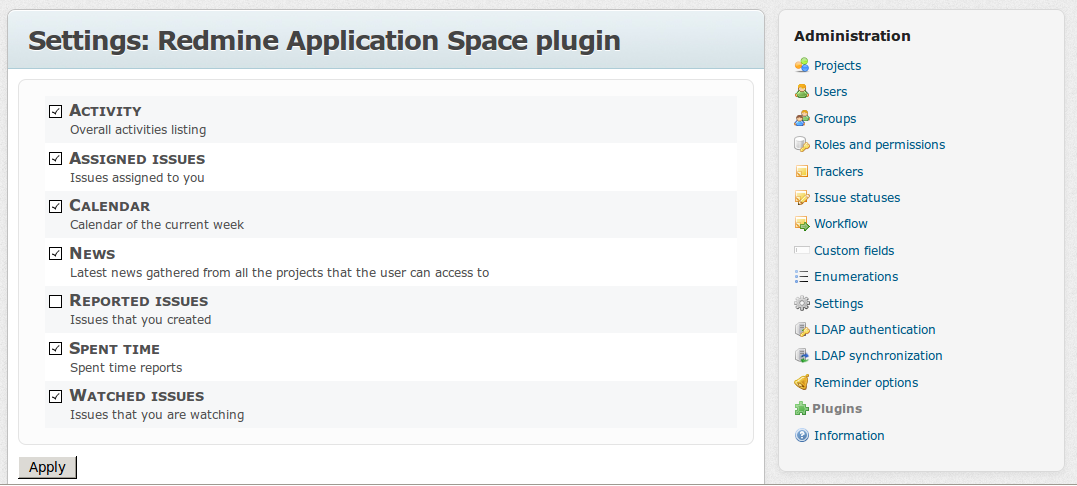 Settings: Redmine Application Space plugin
Activity
Overall activities listing
Assigned issues
Issues assigned to you
Calendar
Calendar of the current week
News
Latest news gathered from all the projects that the user can access to
Reported issues
Issues that you created
Spent time
Spent time reports
Watched issues
Issues that you are watching
Apply
Administration
Projects
Users
Groups
Roles and permissions
Trackers
Issue statuses
Workflow
Custom fields
Enumerations
Settings
LDAP authentication
LDAP synchronization
Reminder options
Plugins
Information